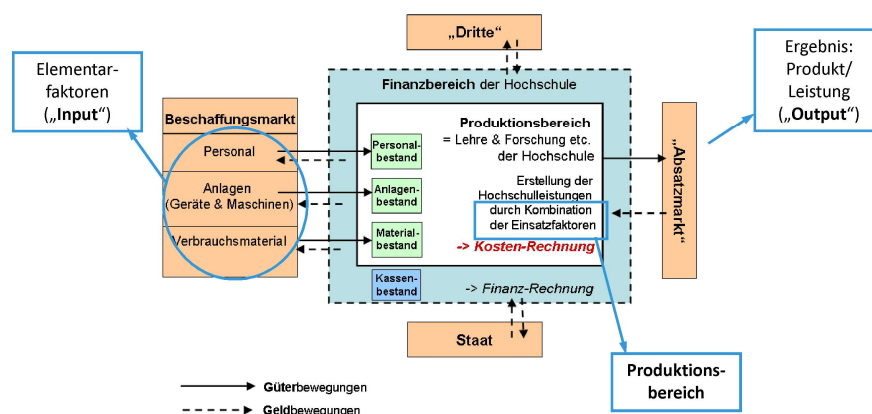 „Dritte“
Elementar-
faktoren
(„Input“)
Ergebnis:
Produkt/
Leistung
(„Output“)
Finanzbereich der Hochschule
Beschaffungsmarkt
Personal
Anlagen
(Geräte & Maschinen)
Verbrauchsmaterial
Personal-
bestand
Anlagen-
bestand
Material-
bestand
Kassen-
bestand
Produktionsbereich
= Lehre & Forschung etc.
der Hochschule
Erstellung der
Hochschulleistungen
durch Kombination
der Einsatzfaktoren
-> Kosten-Rechnung
-> Finanz-Rechnung
„Absatzmarkt“
Staat
Produktions-
bereich
Güterbewegungen
Geldbewegungen